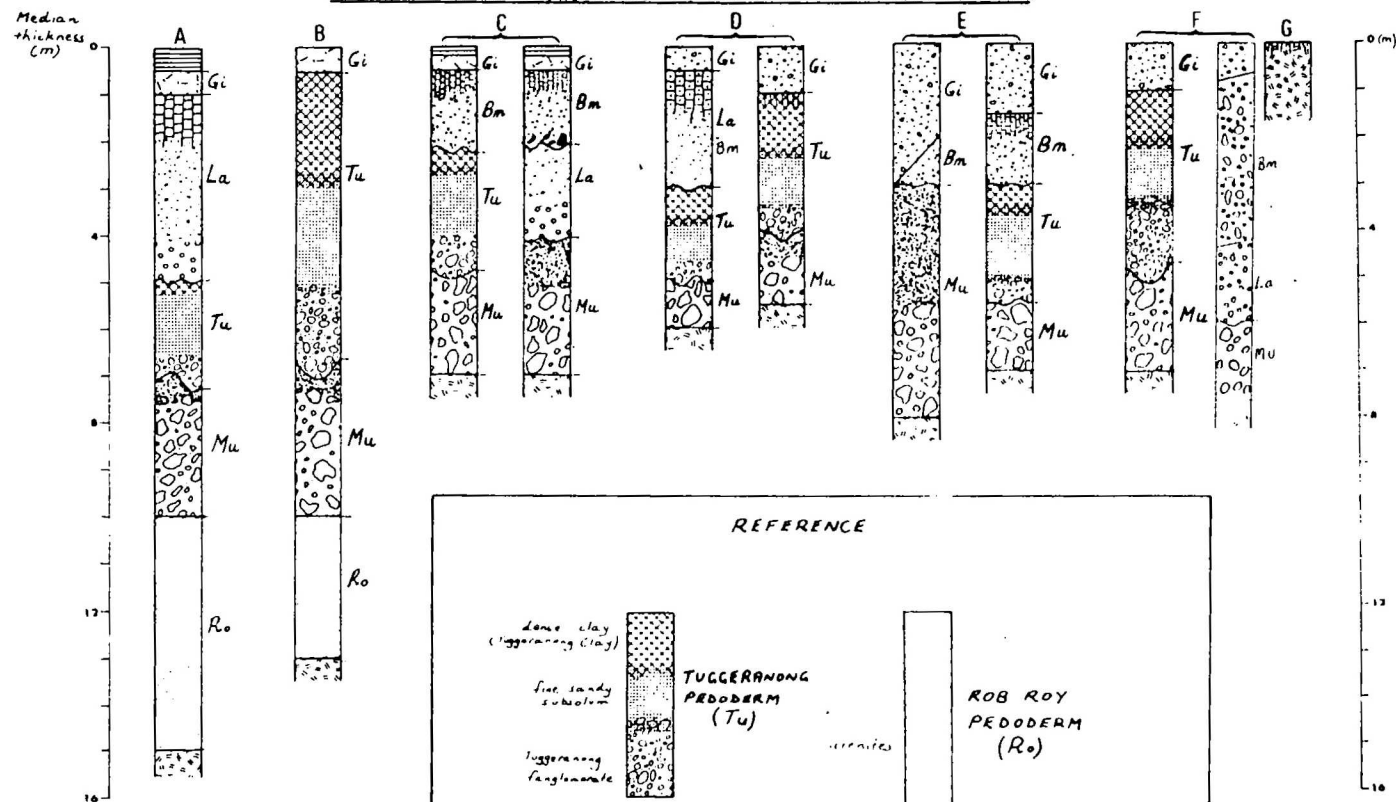 Median
thickness
(m)
A
B
C
D
E
F
G
0
4
8
12
16
0 (m)
4
8
12
16
Gi
La
Tu
Mu
Ro
Gi
Tu
Mu
Ro
Gi
Bm
Tu
Mu
Gi
Bm
La
Mu
Gi
La
Bm
Tu
Mu
Gi
Tu
Mu
Gi
Bm
Mu
Gi
Bm
Tu
Mu
Gi
Tu
Mu
Bm
La
Mu
REFERENCE
dense clay
(Tuggeranong Clay)
fine sandy
subsolum
Tuggeranong
fanglomerate
TUGGERANONG
PEDODERM
(Tu)
ROB ROY
PEDODERM
(Ro)